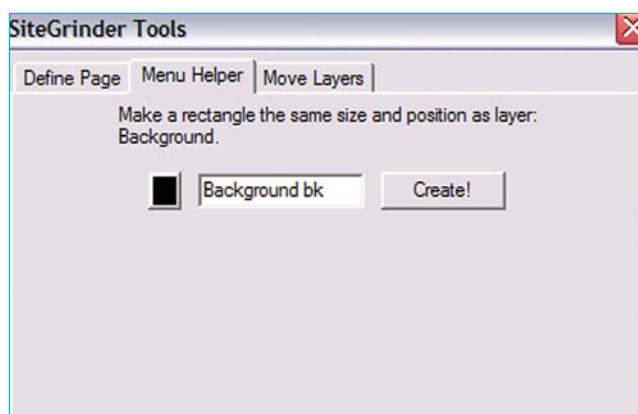 SiteGrinder Tools
Define Page Menu Helper Move Layers
Make a rectangle the same size and position as layer:
Background.
Background bk Create!